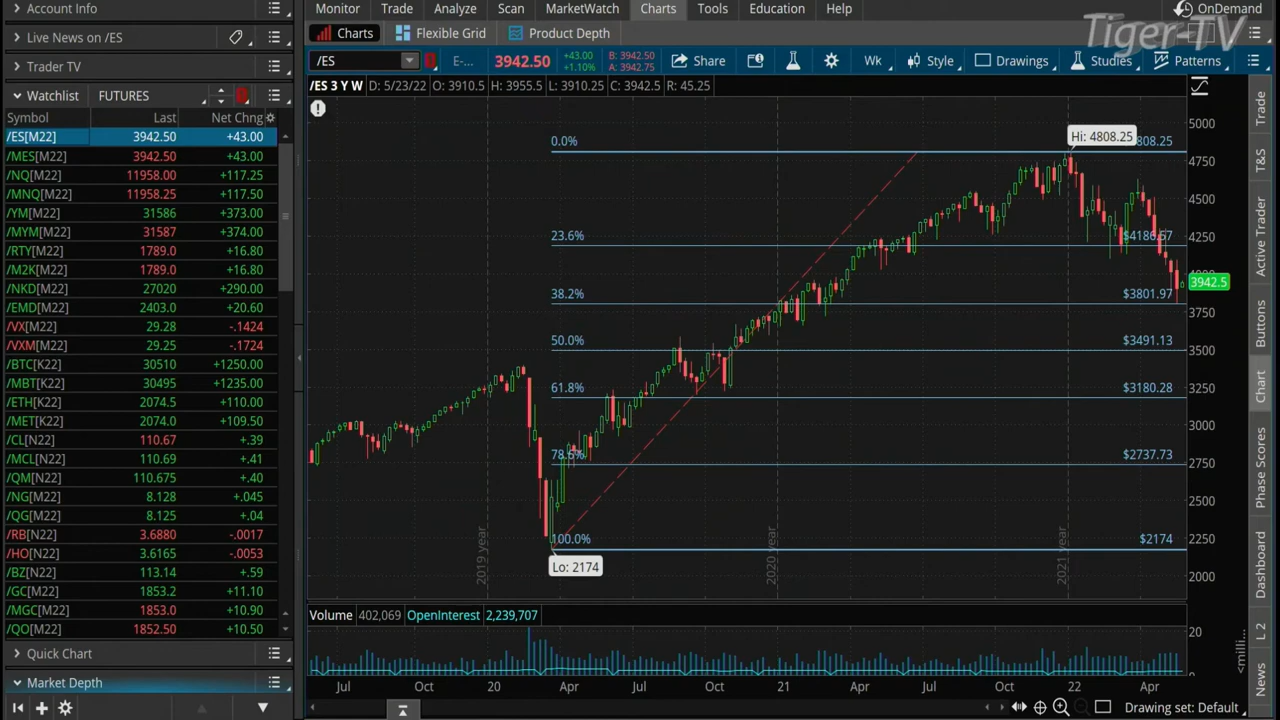 Account Info
Monitor Trade Analyze Scan MarketWatch Charts Tools Education Help OnDemand
Tiger-TV
Live News on /ES
Charts Flexible Grid Product Depth
Trader TV
/ES E-... 3942.50 +43.00 +1.10% B: 3942.50 A: 3942.75 Share Wk Style Drawings Studies Patterns
Watchlist FUTURES
/ES 3 Y W D: 5/23/22 O: 3910.5 H: 3955.5 L: 3910.25 C: 3942.5 R: 45.25
Symbol Last Net Chng
/ES[M22] 3942.50 +43.00
/MES[M22] 3942.50 +43.00
/NQ[M22] 11958.00 +117.25
/MNQ[M22] 11958.25 +117.50
/YM[M22] 31586 +373.00
/MYM[M22] 31587 +374.00
/RTY[M22] 1789.0 +16.80
/M2K[M22] 1789.0 +16.80
/NKD[M22] 27020 +290.00
/EMD[M22] 2403.0 +20.60
/VX[M22] 29.28 -.1424
/VXM[M22] 29.25 -.1724
/BTC[K22] 30510 +1250.00
/MBT[K22] 30495 +1235.00
/ETH[K22] 2074.5 +110.00
/MET[K22] 2074.0 +109.50
/CL[N22] 110.67 +.39
/MCL[N22] 110.69 +.41
/QM[N22] 110.675 +.40
/NG[M22] 8.128 +.045
/QG[M22] 8.125 +.04
/RB[M22] 3.6880 -.0017
/HO[M22] 3.6165 -.0053
/BZ[N22] 113.14 +.59
/GC[M22] 1853.2 +11.10
/MGC[M22] 1853.0 +10.90
/QO[M22] 1852.50 +10.50
Quick Chart
Market Depth
0.0% Hi: 4808.25 808.25
23.6% $4186.67
38.2% $3801.97
50.0% $3491.13
61.8% $3180.28
78.6% $2737.73
100.0% $2174
Lo: 2174
2019 year 2020 year 2021 year
5000
4750
4500
4250
4000
3942.5
3750
3500
3250
3000
2750
2500
2250
2000
Volume 402,069 OpenInterest 2,239,707
20
0
<milli...
Jul Oct 20 Apr Jul Oct 21 Apr Jul Oct 22 Apr
Drawing set: Default
Trade
T&S
Active Trader
Buttons
Chart
Phase Scores
Dashboard
L 2
News